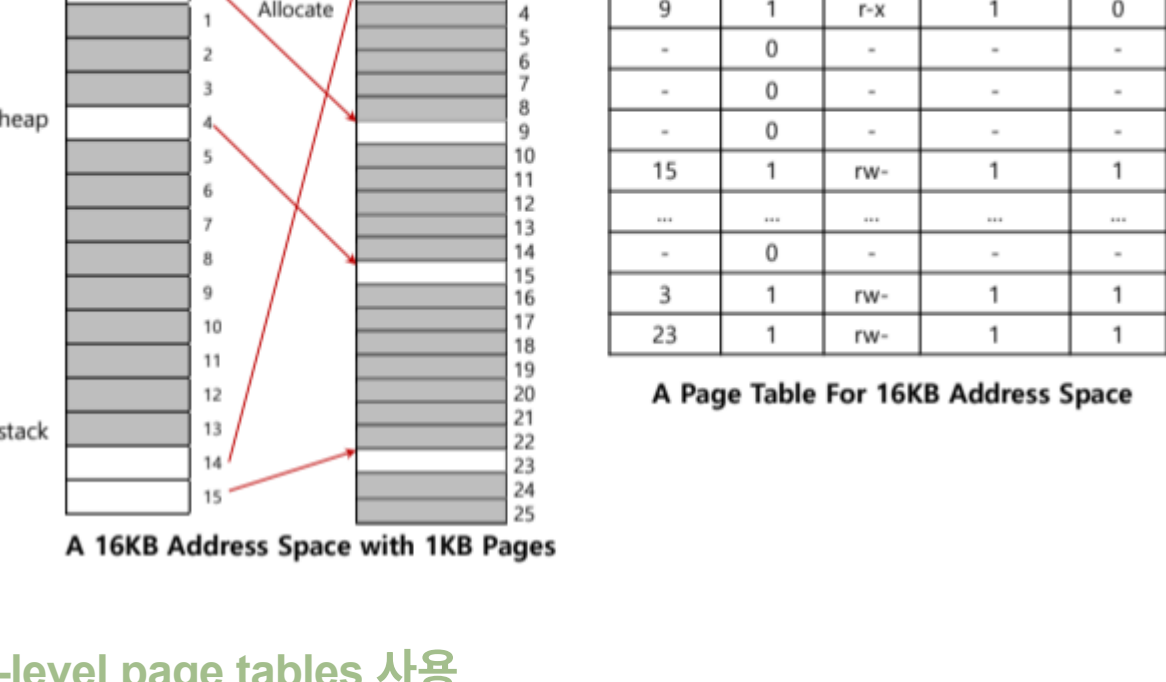 Allocate
1
2
3
4
5
6
7
8
9
10
11
12
13
14
15
heap
stack
4
5
6
7
8
9
10
11
12
13
14
15
16
17
18
19
20
21
22
23
24
25
A 16KB Address Space with 1KB Pages
9 1 r-x 1 0
- 0 - - -
- 0 - - -
- 0 - - -
15 1 rw- 1 1
... ... ... ... ...
- 0 - - -
3 1 rw- 1 1
23 1 rw- 1 1
A Page Table For 16KB Address Space
-level page tables 사용